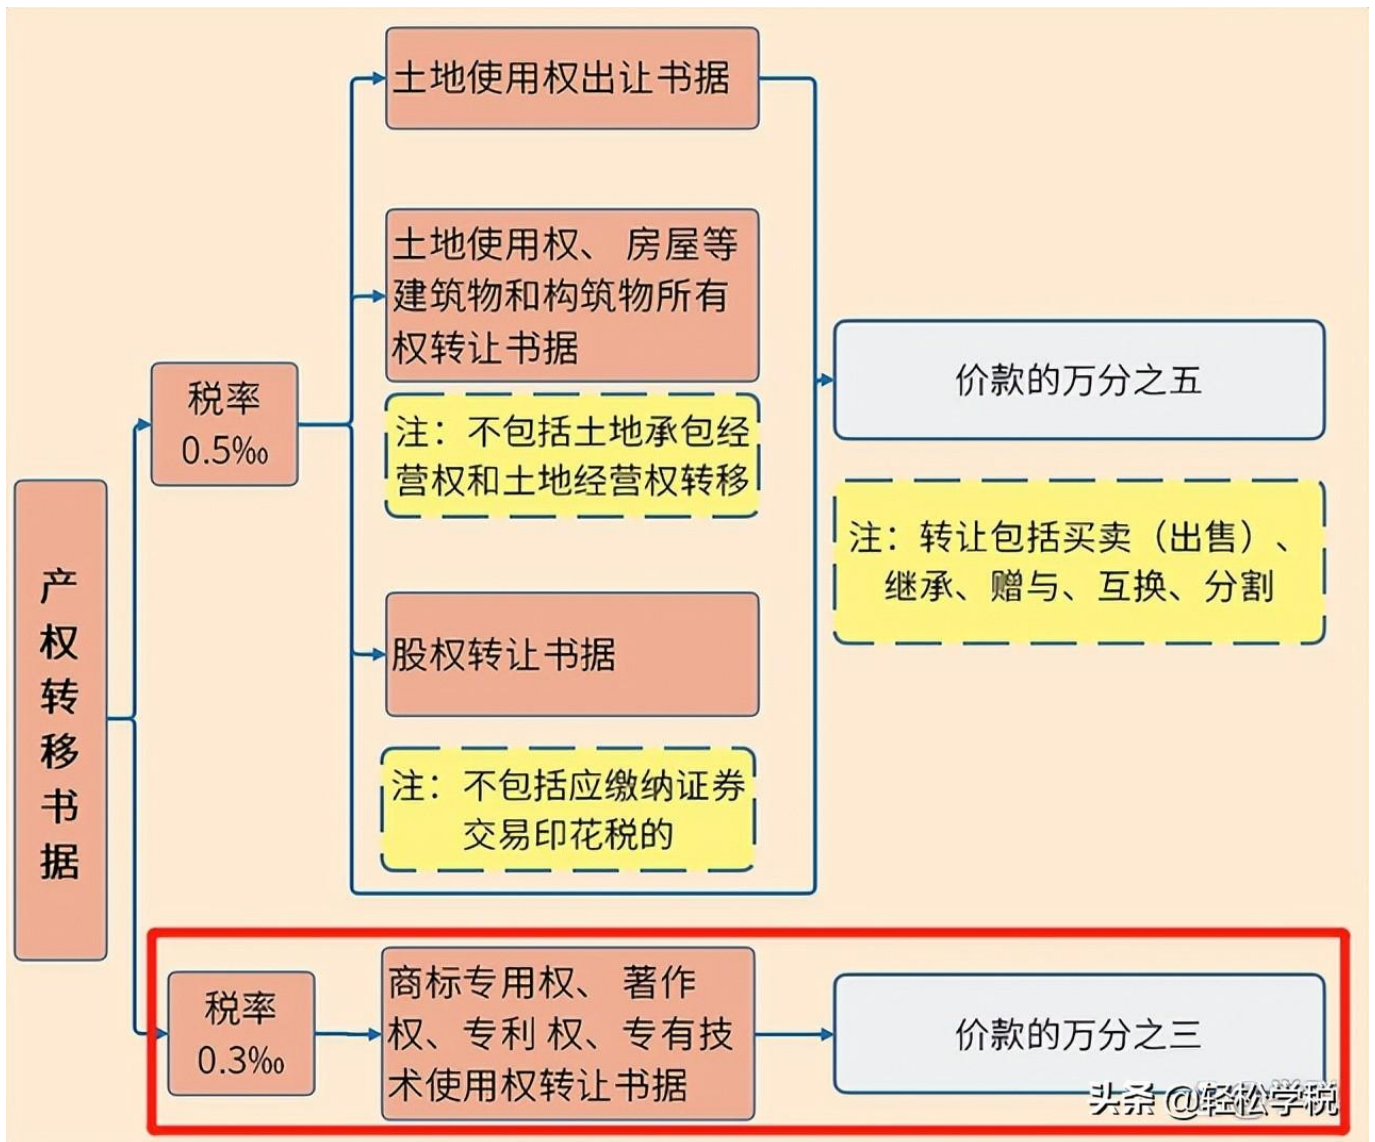 土地使用权出让书据
土地使用权、 房屋等
建筑物和构筑物所有
权转让书据
注：不包括土地承包经
营权和土地经营权转移
税率
0.5‰
价款的万分之五
注：转让包括买卖（出售）、
继承、赠与、互换、分割
产权转移书据
股权转让书据
注：不包括应缴纳证券
交易印花税的
税率
0.3‰
商标专用权、 著作
权、专利 权、专有技
术使用权转让书据
价款的万分之三
头条 @轻松学税